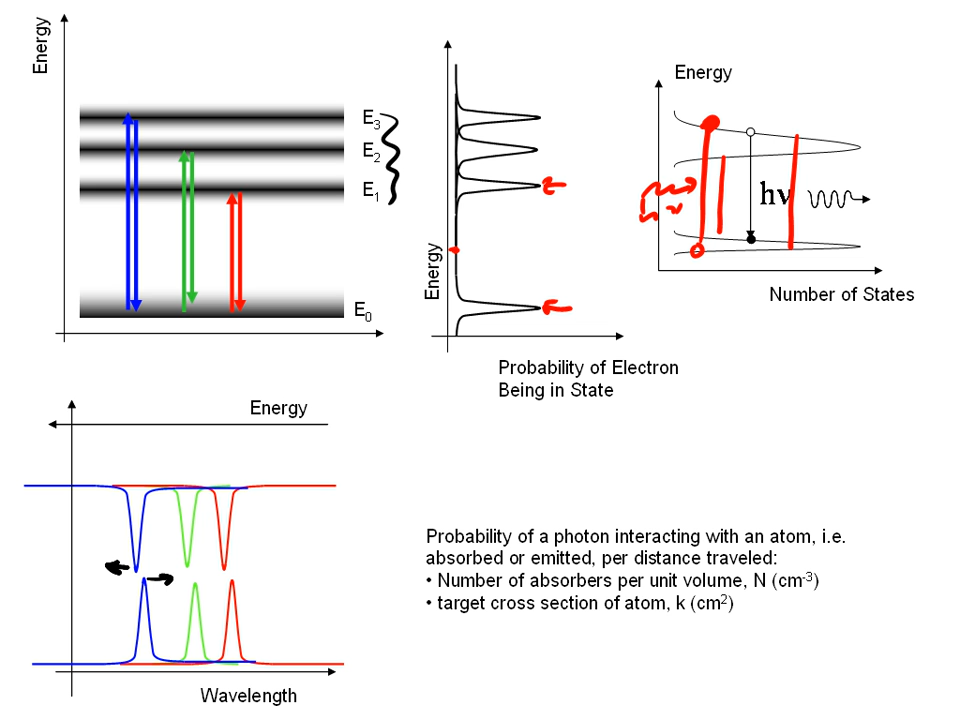 Energy
E3
E2
E1
E0
Energy
Probability of Electron
Being in State
Energy
hν
Number of States
Energy
Wavelength
Probability of a photon interacting with an atom, i.e.
absorbed or emitted, per distance traveled:
• Number of absorbers per unit volume, N (cm-3)
• target cross section of atom, k (cm2)